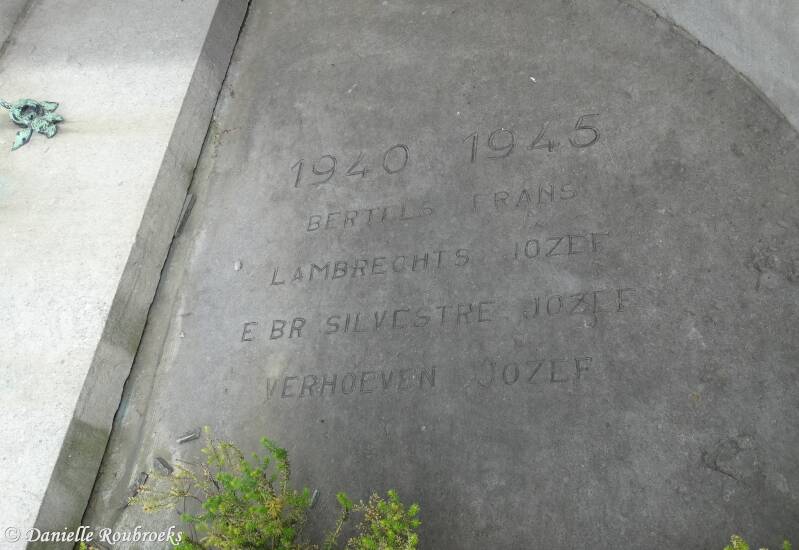 1940 1945
BERTELS FRANS
LAMBRECHTS JOZEF
E BR SILVESTRE JOZEF
VERHOEVEN JOZEF
© Danielle Roubroeks